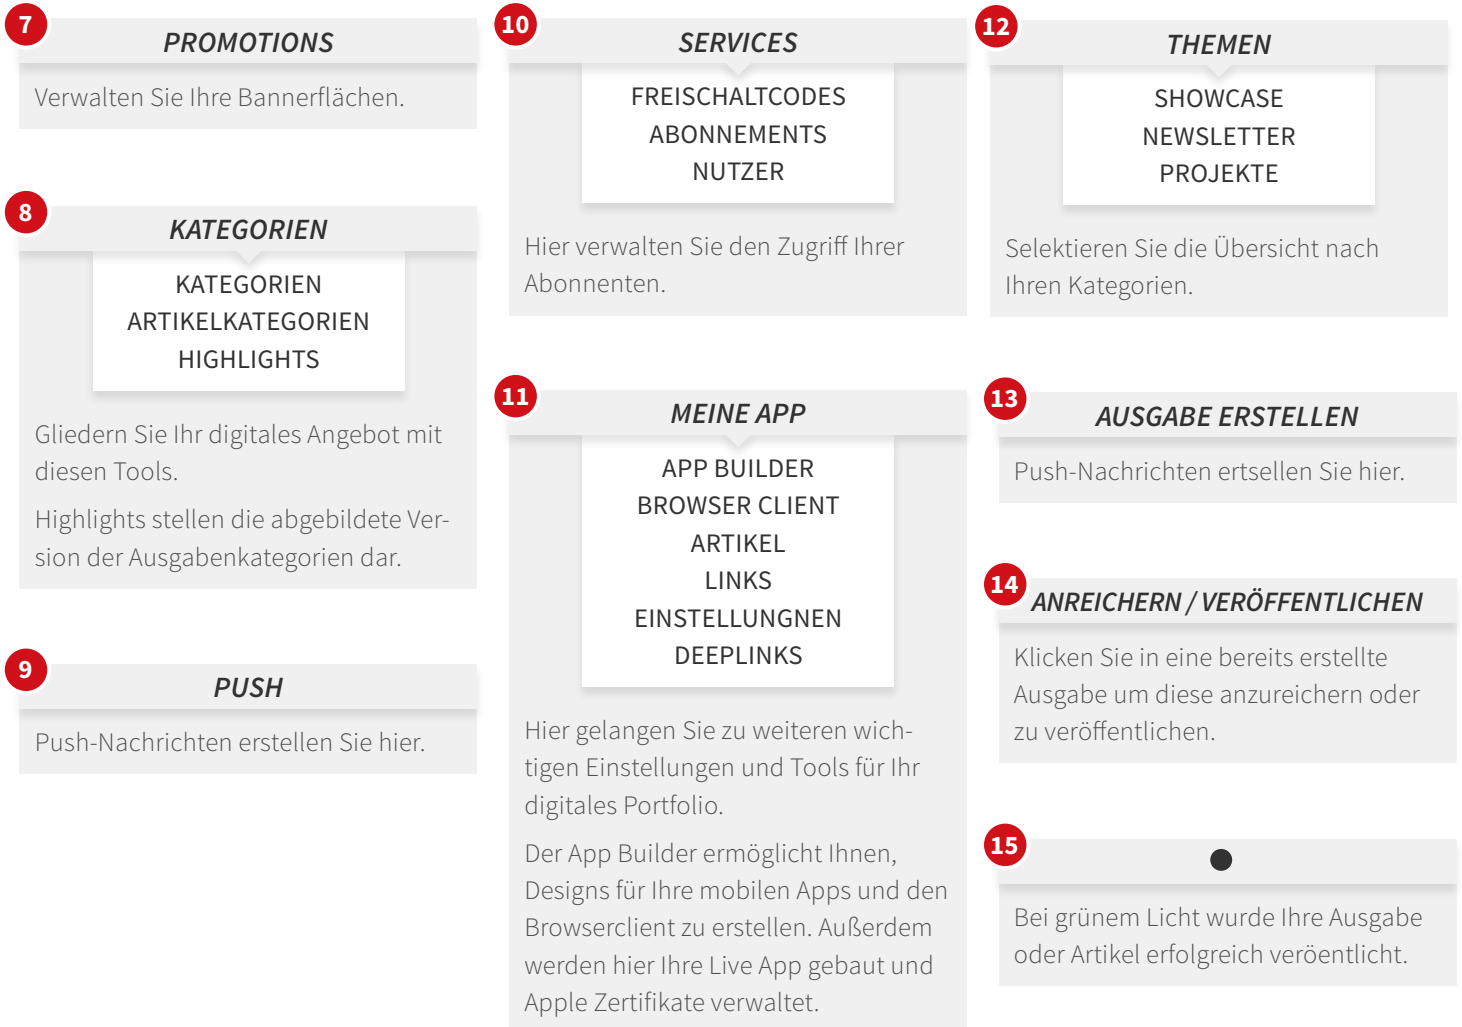 7
PROMOTIONS
Verwalten Sie Ihre Bannerflächen.
8
KATEGORIEN
KATEGORIEN
ARTIKELKATEGORIEN
HIGHLIGHTS
Gliedern Sie Ihr digitales Angebot mit
diesen Tools.
Highlights stellen die abgebildete Ver-
sion der Ausgabenkategorien dar.
9
PUSH
Push-Nachrichten erstellen Sie hier.
10
SERVICES
FREISCHALTCODES
ABONNEMENTS
NUTZER
Hier verwalten Sie den Zugriff Ihrer
Abonnenten.
11
MEINE APP
APP BUILDER
BROWSER CLIENT
ARTIKEL
LINKS
EINSTELLUNGNEN
DEEPLINKS
Hier gelangen Sie zu weiteren wich-
tigen Einstellungen und Tools für Ihr
digitales Portfolio.
Der App Builder ermöglicht Ihnen,
Designs für Ihre mobilen Apps und den
Browserclient zu erstellen. Außerdem
werden hier Ihre Live App gebaut und
Apple Zertifikate verwaltet.
12
THEMEN
SHOWCASE
NEWSLETTER
PROJEKTE
Selektieren Sie die Übersicht nach
Ihren Kategorien.
13
AUSGABE ERSTELLEN
Push-Nachrichten ertsellen Sie hier.
14
ANREICHERN / VERÖFFENTLICHEN
Klicken Sie in eine bereits erstellte
Ausgabe um diese anzureichern oder
zu veröffentlichen.
15
Bei grünem Licht wurde Ihre Ausgabe
oder Artikel erfolgreich veröentlicht.